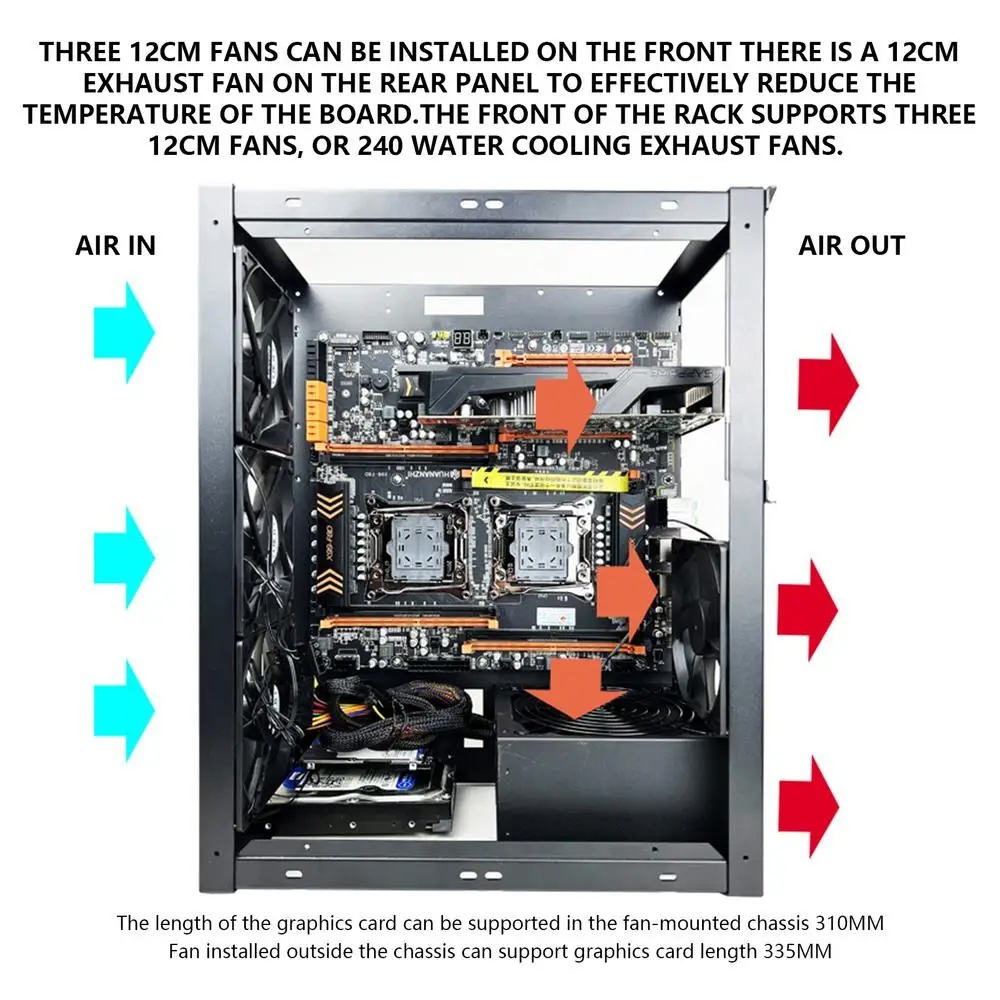 THREE 12CM FANS CAN BE INSTALLED ON THE FRONT THERE IS A 12CM
EXHAUST FAN ON THE REAR PANEL TO EFFECTIVELY REDUCE THE
TEMPERATURE OF THE BOARD.THE FRONT OF THE RACK SUPPORTS THREE
12CM FANS, OR 240 WATER COOLING EXHAUST FANS.
AIR IN
AIR OUT
HUANANZHI
X99-F8D
The length of the graphics card can be supported in the fan-mounted chassis 310MM
Fan installed outside the chassis can support graphics card length 335MM